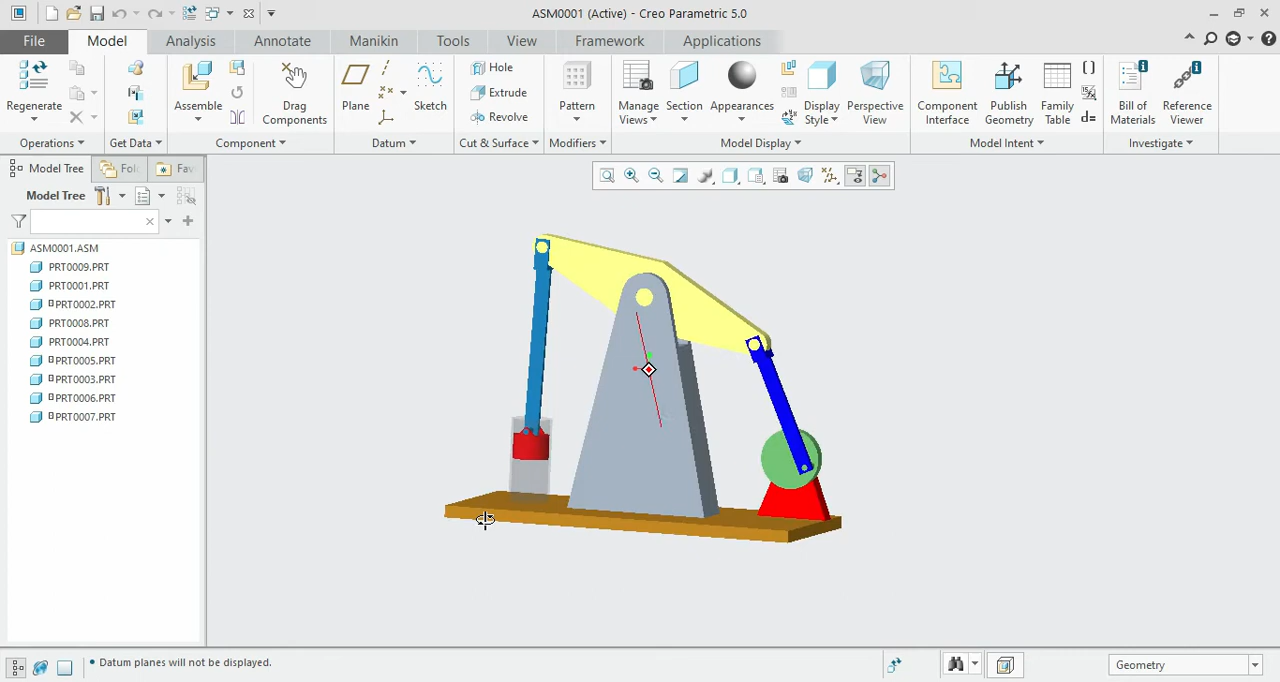 ASM0001 (Active) - Creo Parametric 5.0
File Model Analysis Annotate Manikin Tools View Framework Applications
Regenerate
Assemble
Drag
Components
Plane
Sketch
Hole
Extrude
Revolve
Pattern
Manage
Views
Section
Appearances
Display
Style
Perspective
View
Component
Interface
Publish
Geometry
Family
Table
d=
Bill of
Materials
Reference
Viewer
Operations Get Data Component Datum Cut & Surface Modifiers Model Display Model Intent Investigate
Model Tree Fol Fav
Model Tree
ASM0001.ASM
PRT0009.PRT
PRT0001.PRT
PRT0002.PRT
PRT0008.PRT
PRT0004.PRT
PRT0005.PRT
PRT0003.PRT
PRT0006.PRT
PRT0007.PRT
• Datum planes will not be displayed.
Geometry